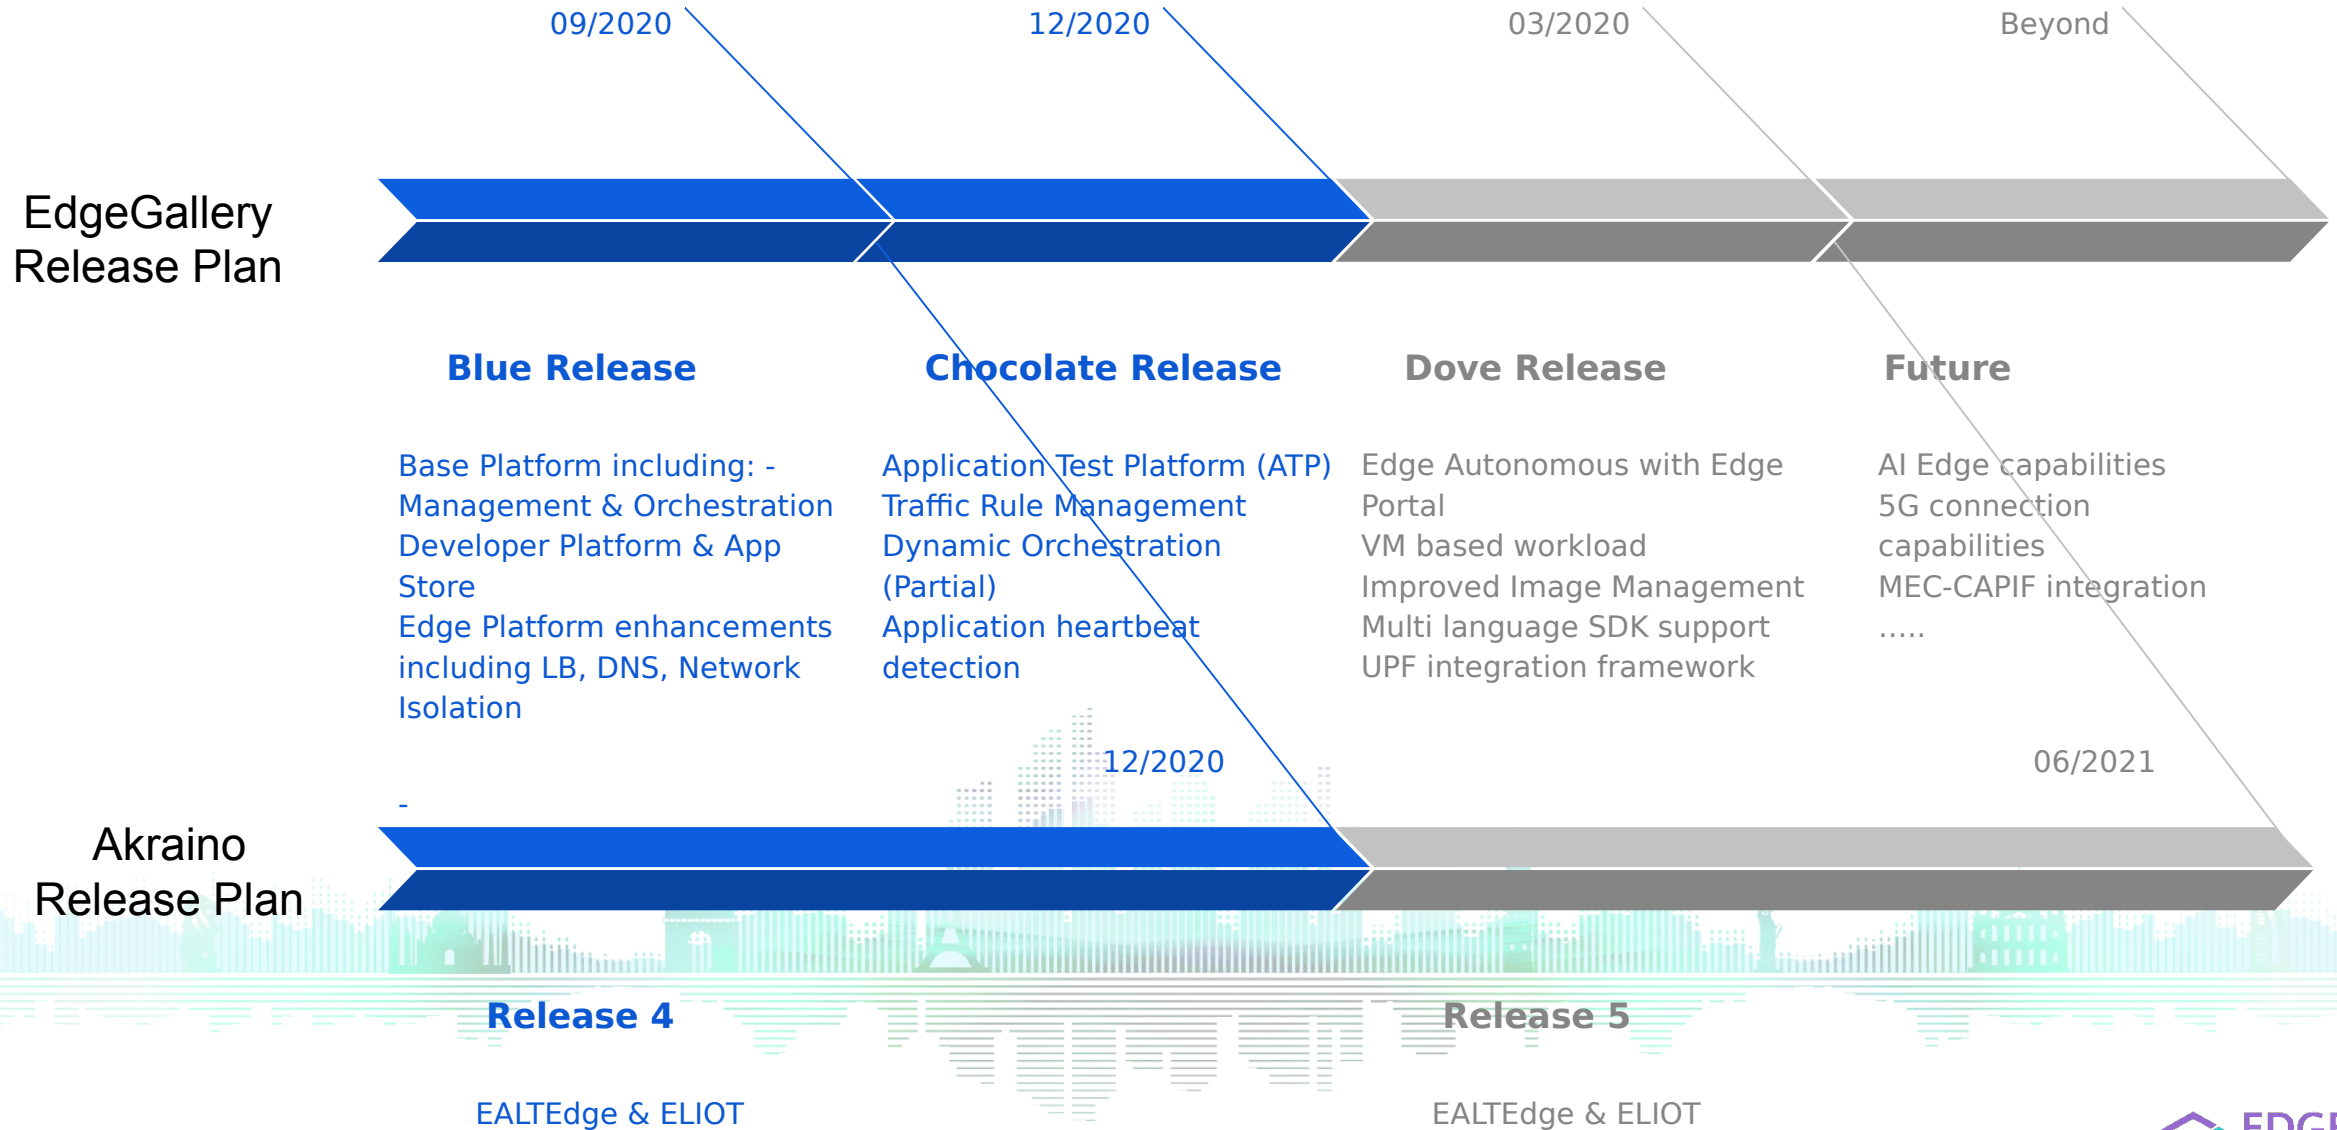 09/2020
12/2020
03/2020
Beyond
EdgeGallery
Release Plan
Blue Release
Chocolate Release
Dove Release
Future
Base Platform including: -
Management & Orchestration
Developer Platform & App
Store
Edge Platform enhancements
including LB, DNS, Network
Isolation
-
Application Test Platform (ATP)
Traffic Rule Management
Dynamic Orchestration
(Partial)
Application heartbeat
detection
Edge Autonomous with Edge
Portal
VM based workload
Improved Image Management
Multi language SDK support
UPF integration framework
AI Edge capabilities
5G connection
capabilities
MEC-CAPIF integration
.....
12/2020
06/2021
Akraino
Release Plan
Release 4
Release 5
EALTEdge & ELIOT
EALTEdge & ELIOT